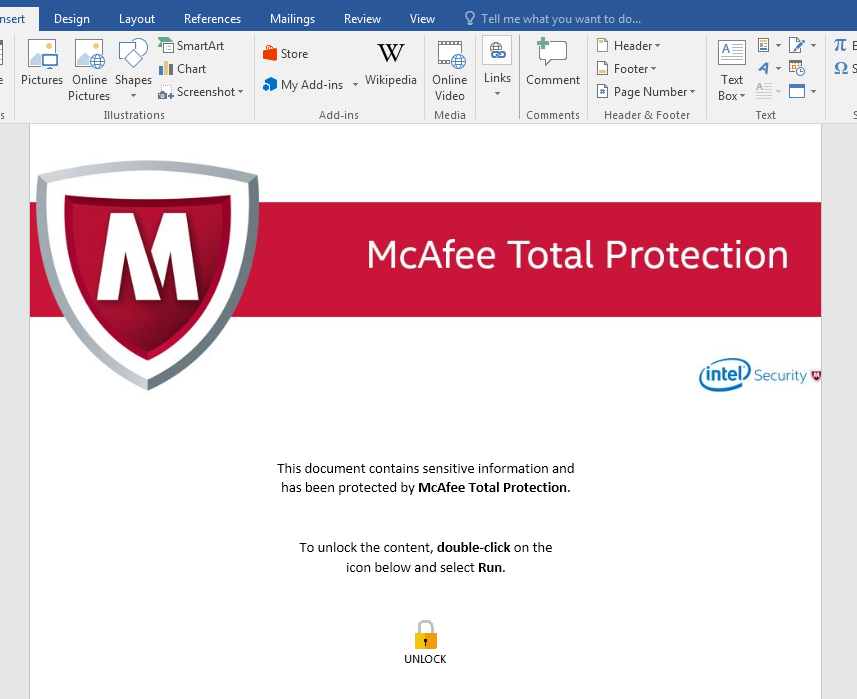 nsert Design Layout References Mailings Review View Tell me what you want to do...
Pictures
Online
Pictures
Shapes
SmartArt
Chart
Screenshot
Illustrations
Store
My Add-ins
W
Wikipedia
Add-ins
Online
Video
Media
Links
Comment
Comments
Header
Footer
# Page Number
Header & Footer
A
Text
Box
A
A
Text
π E
Ω S
s
M
McAfee Total Protection
intel Security M
This document contains sensitive information and
has been protected by McAfee Total Protection.
To unlock the content, double-click on the
icon below and select Run.
UNLOCK